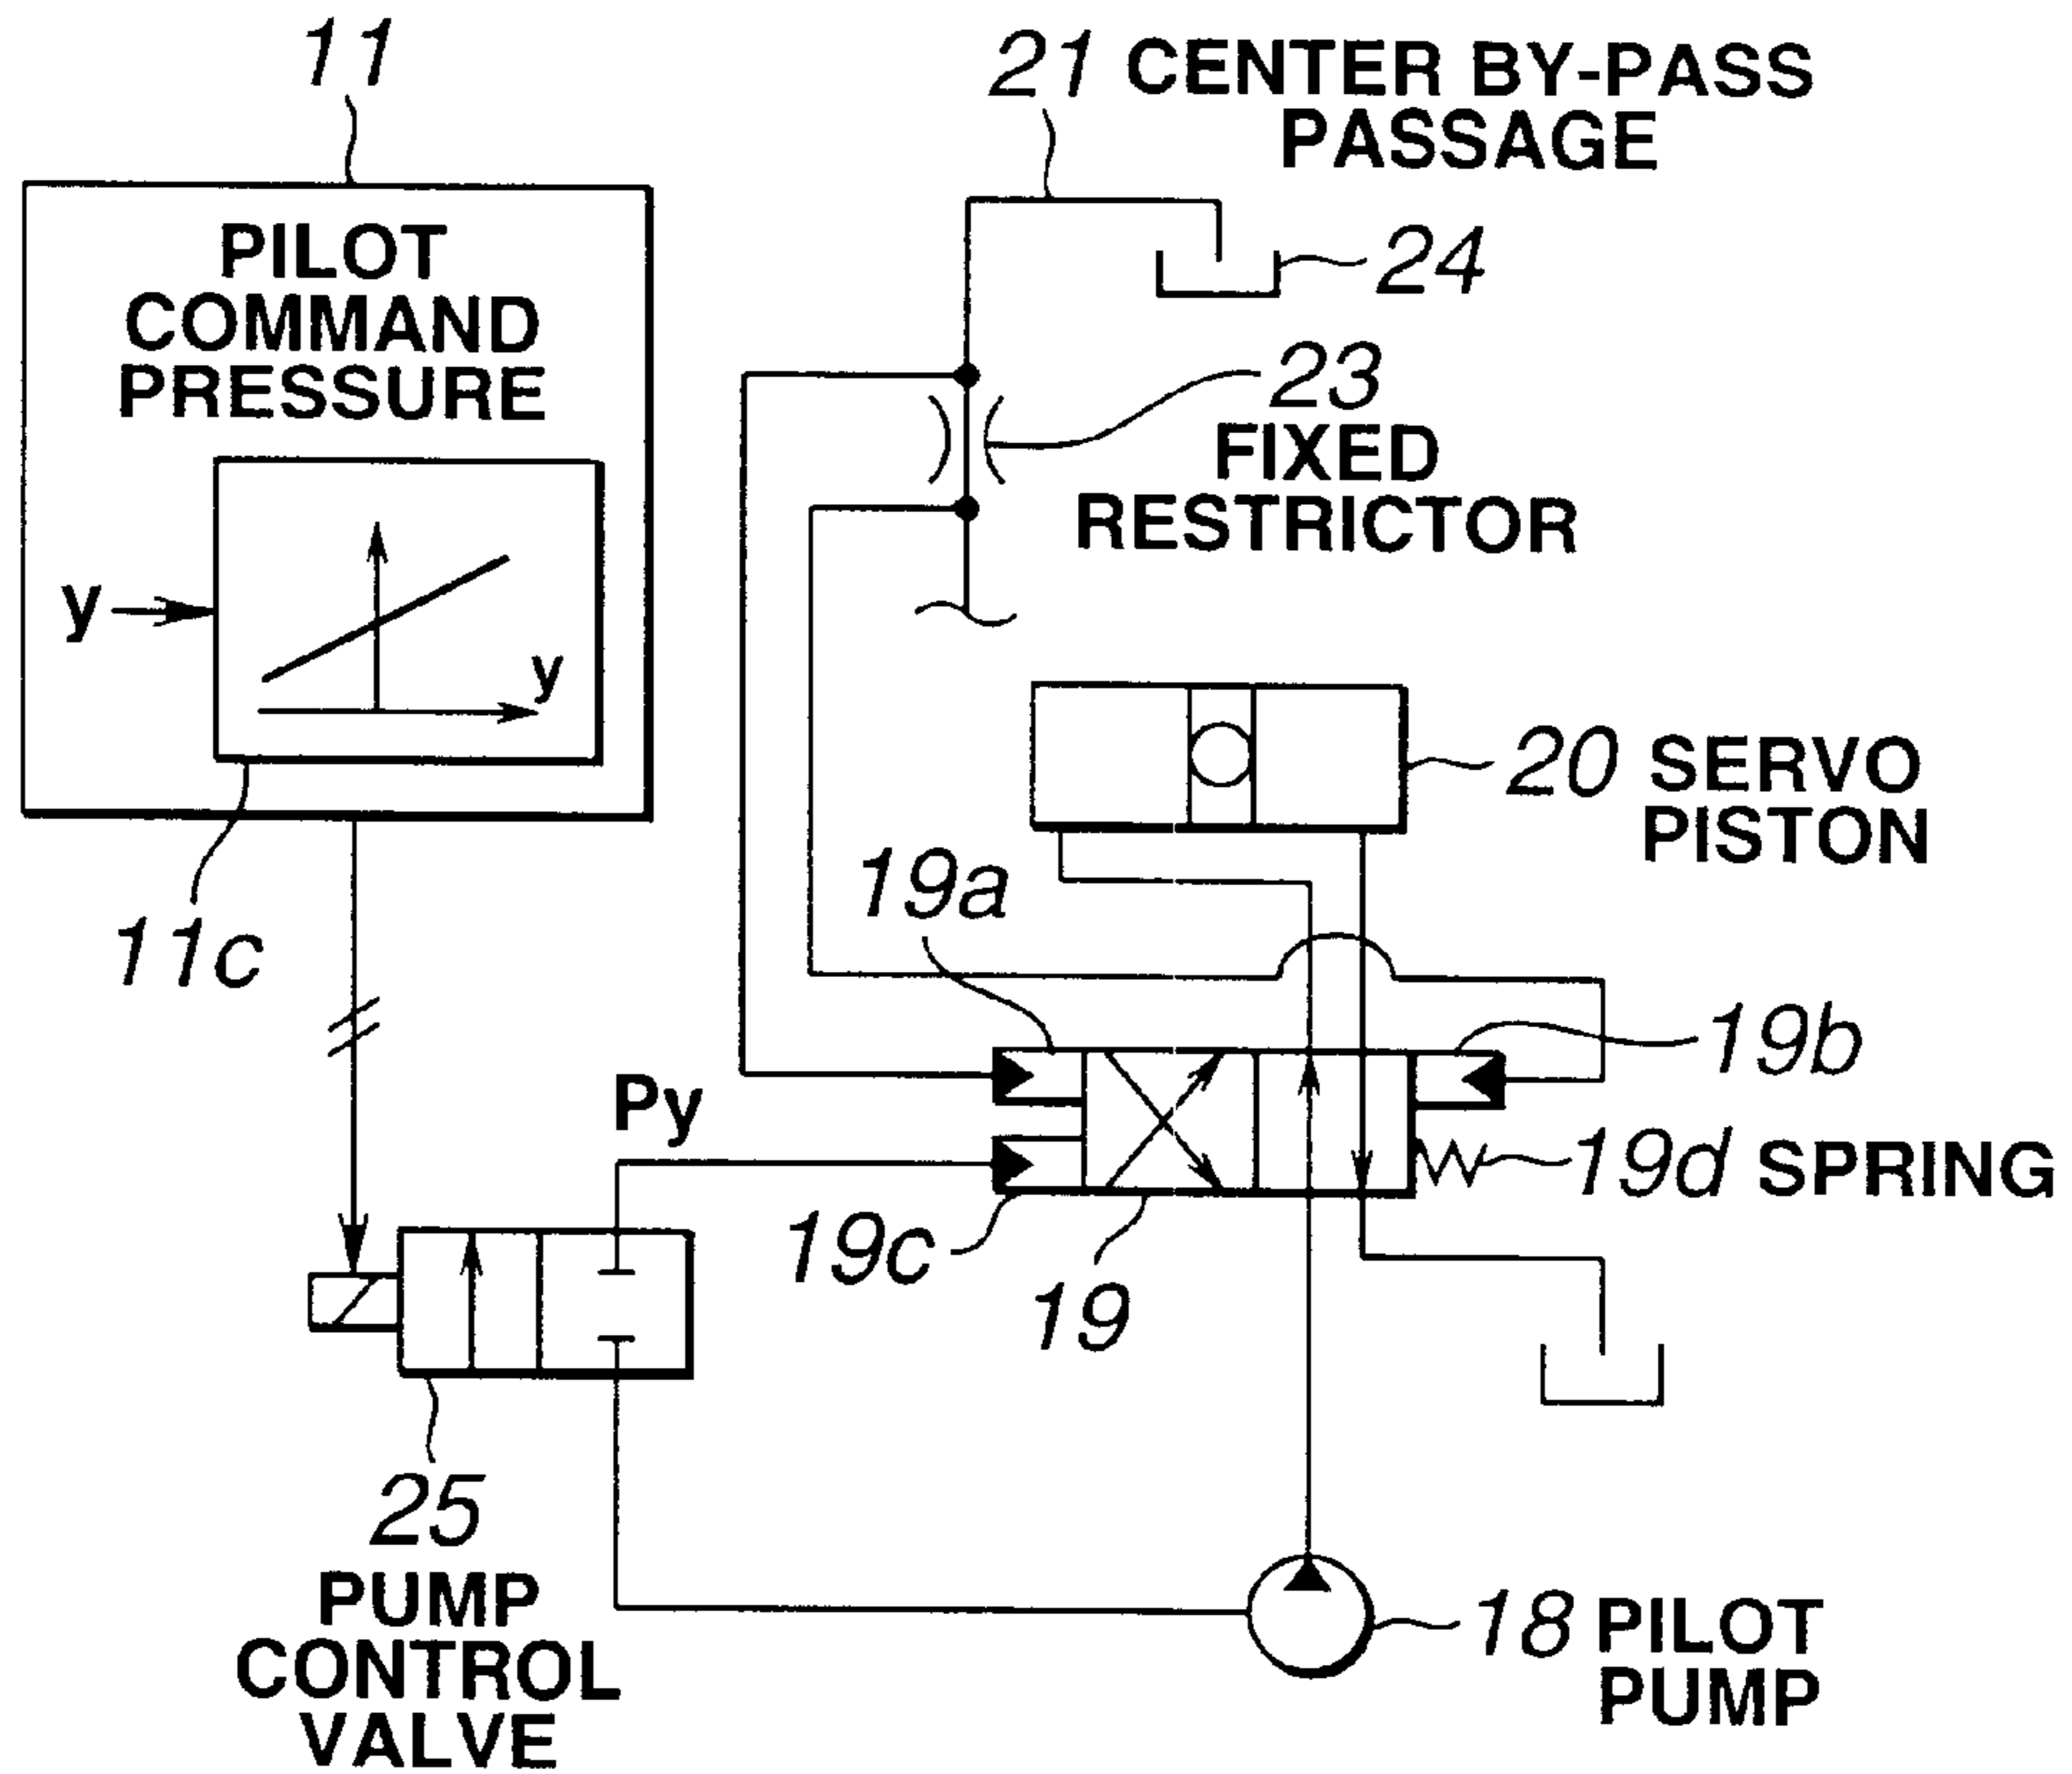 11
21 CENTER BY-PASS
PASSAGE
PILOT
COMMAND
PRESSURE
24
23
FIXED
RESTRICTOR
y
y
20 SERVO
PISTON
19a
11c
19b
Py
19d SPRING
19c
19
25
PUMP
CONTROL
VALVE
18 PILOT
PUMP